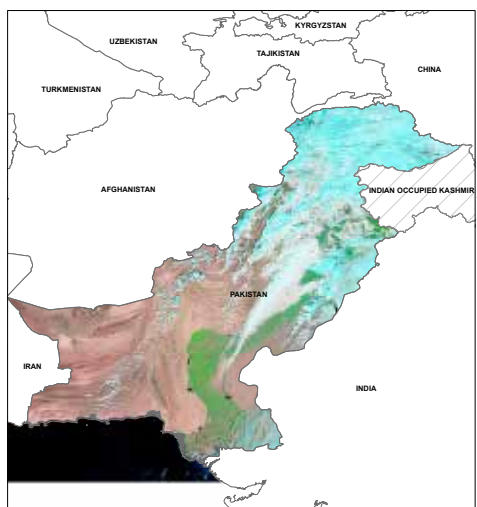 KYRGYZSTAN
UZBEKISTAN
TAJIKISTAN
CHINA
TURKMENISTAN
AFGHANISTAN
INDIAN OCCUPIED KASHMIR
PAKISTAN
IRAN
INDIA